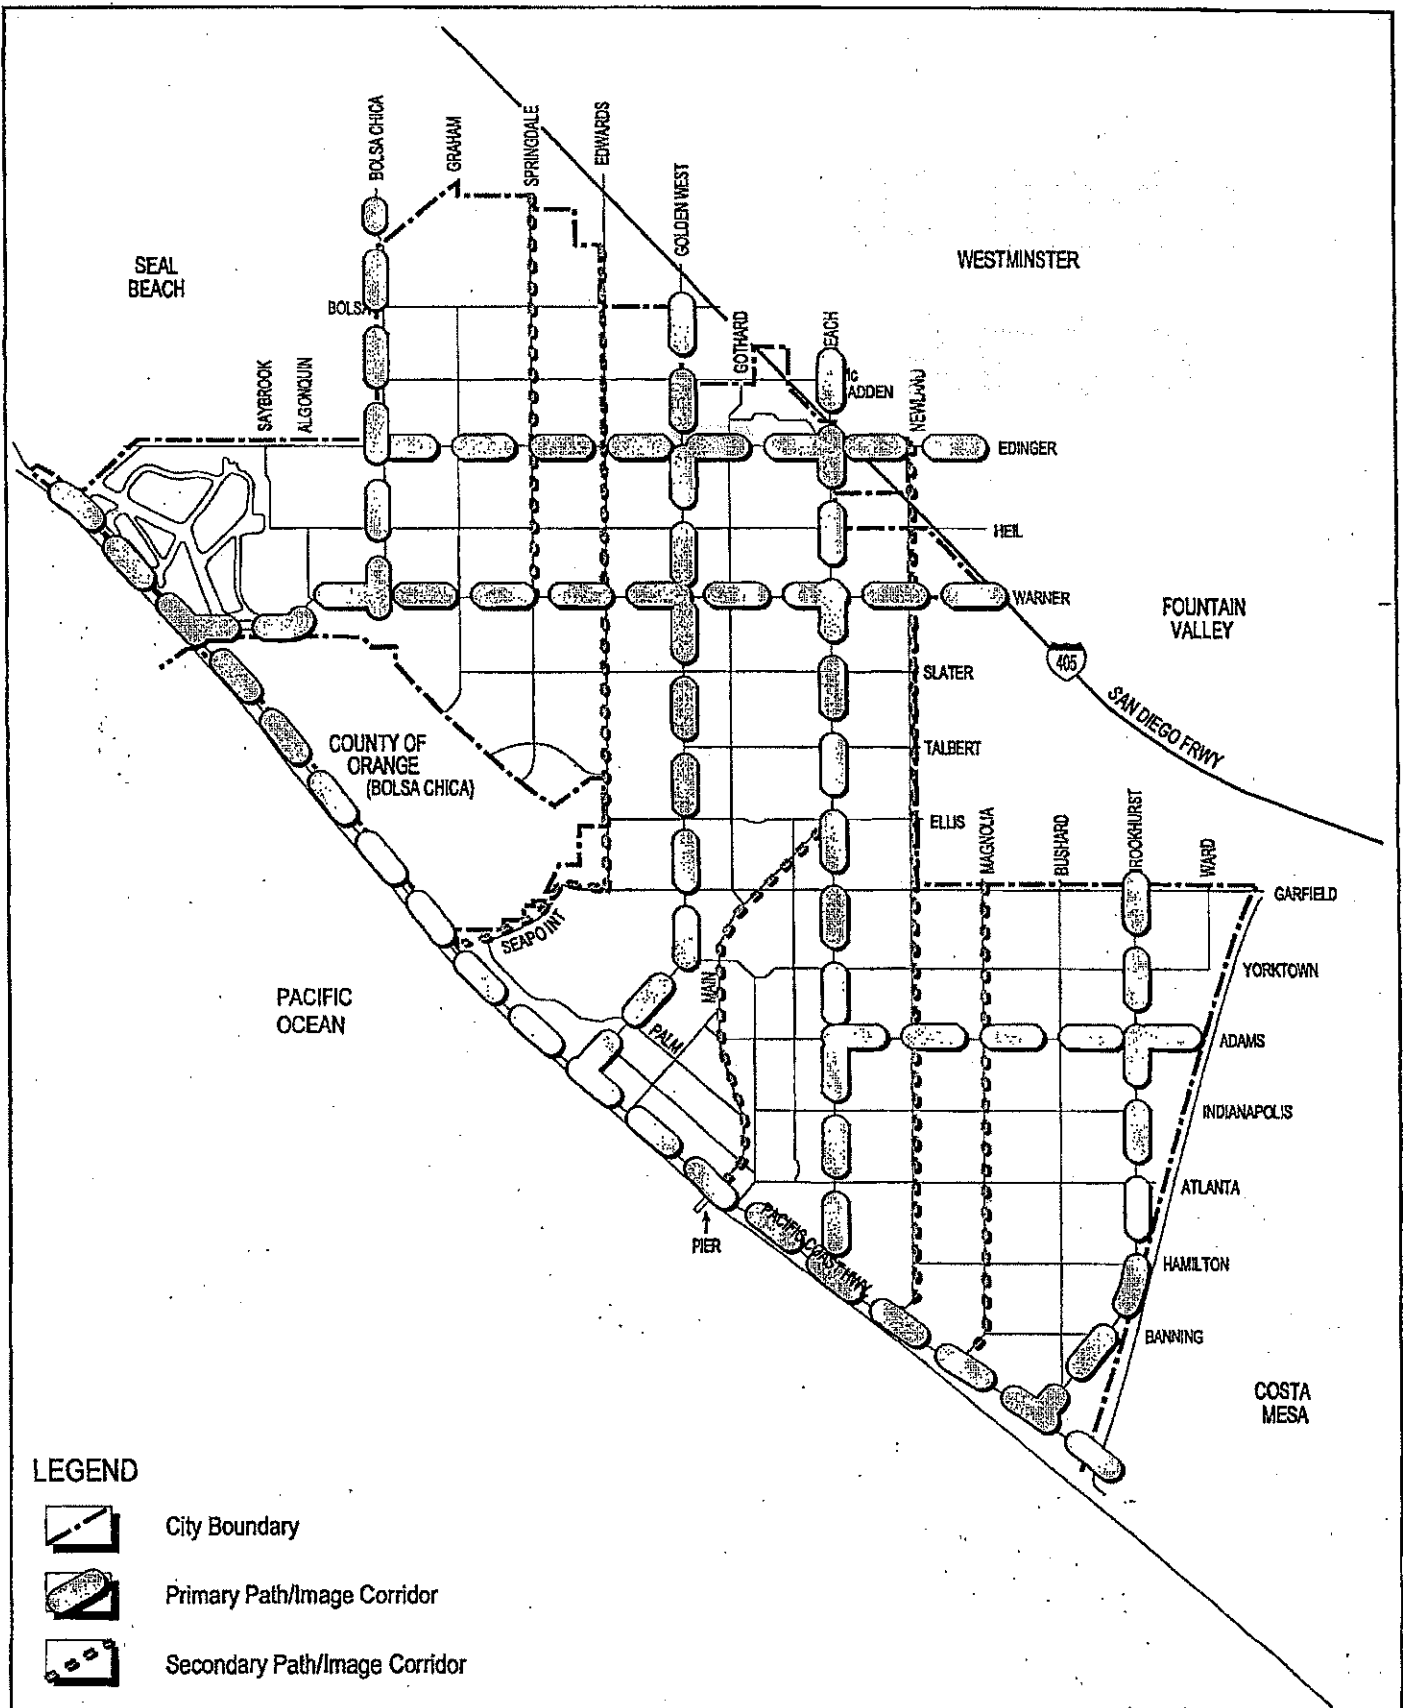 BOLSA CHICA
GRAHAM
SPRINGDALE
EDWARDS
GOLDEN WEST
SEAL
BEACH
WESTMINSTER
BOLSA
GOTHARD
EACH
SAYBROOK
ALGONQUIN
ADDEN
NEWLAND
EDINGER
HEIL
WARNER
FOUNTAIN
VALLEY
405
SLATER
SAN DIEGO FRWY
COUNTY OF
ORANGE
(BOLSA CHICA)
TALBERT
ELLIS
MAGNOLIA
BUSHARD
ROOKHURST
WARD
GARFIELD
SEAPOINT
YORKTOWN
MAIN
PACIFIC
OCEAN
PALM
ADAMS
INDIANAPOLIS
ATLANTA
PIER
PACIFIC COAST HWY.
HAMILTON
BANNING
COSTA
MESA
LEGEND
City Boundary
Primary Path/Image Corridor
Secondary Path/Image Corridor